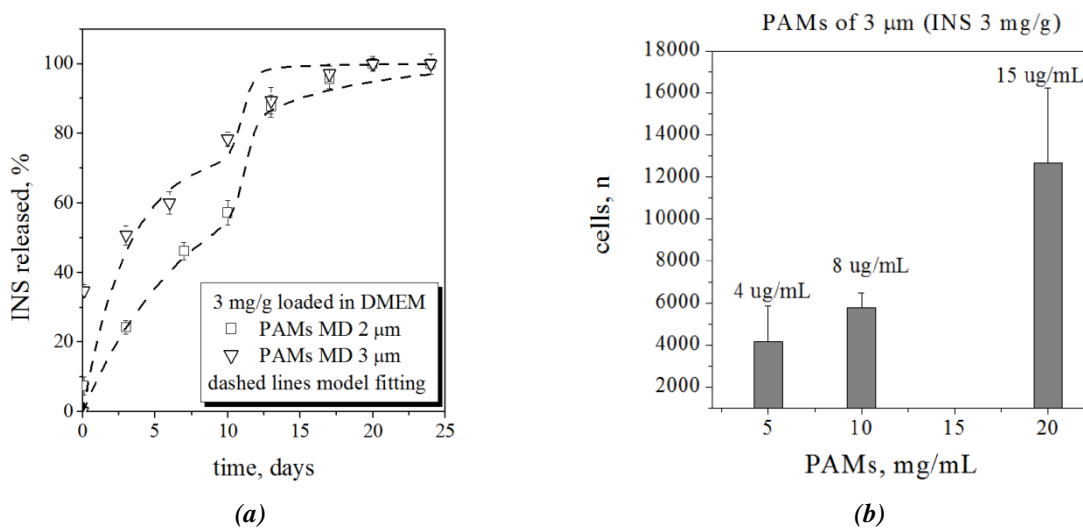 100
80
60
40
20
0
INS released, %
0 5 10 15 20 25
time, days
3 mg/g loaded in DMEM
PAMs MD 2 μm
PAMs MD 3 μm
dashed lines model fitting
(a)
PAMs of 3 μm (INS 3 mg/g)
18000
16000
14000
12000
10000
8000
6000
4000
2000
cells, n
4 ug/mL
8 ug/mL
15 ug/mL
5 10 15 20
PAMs, mg/mL
(b)